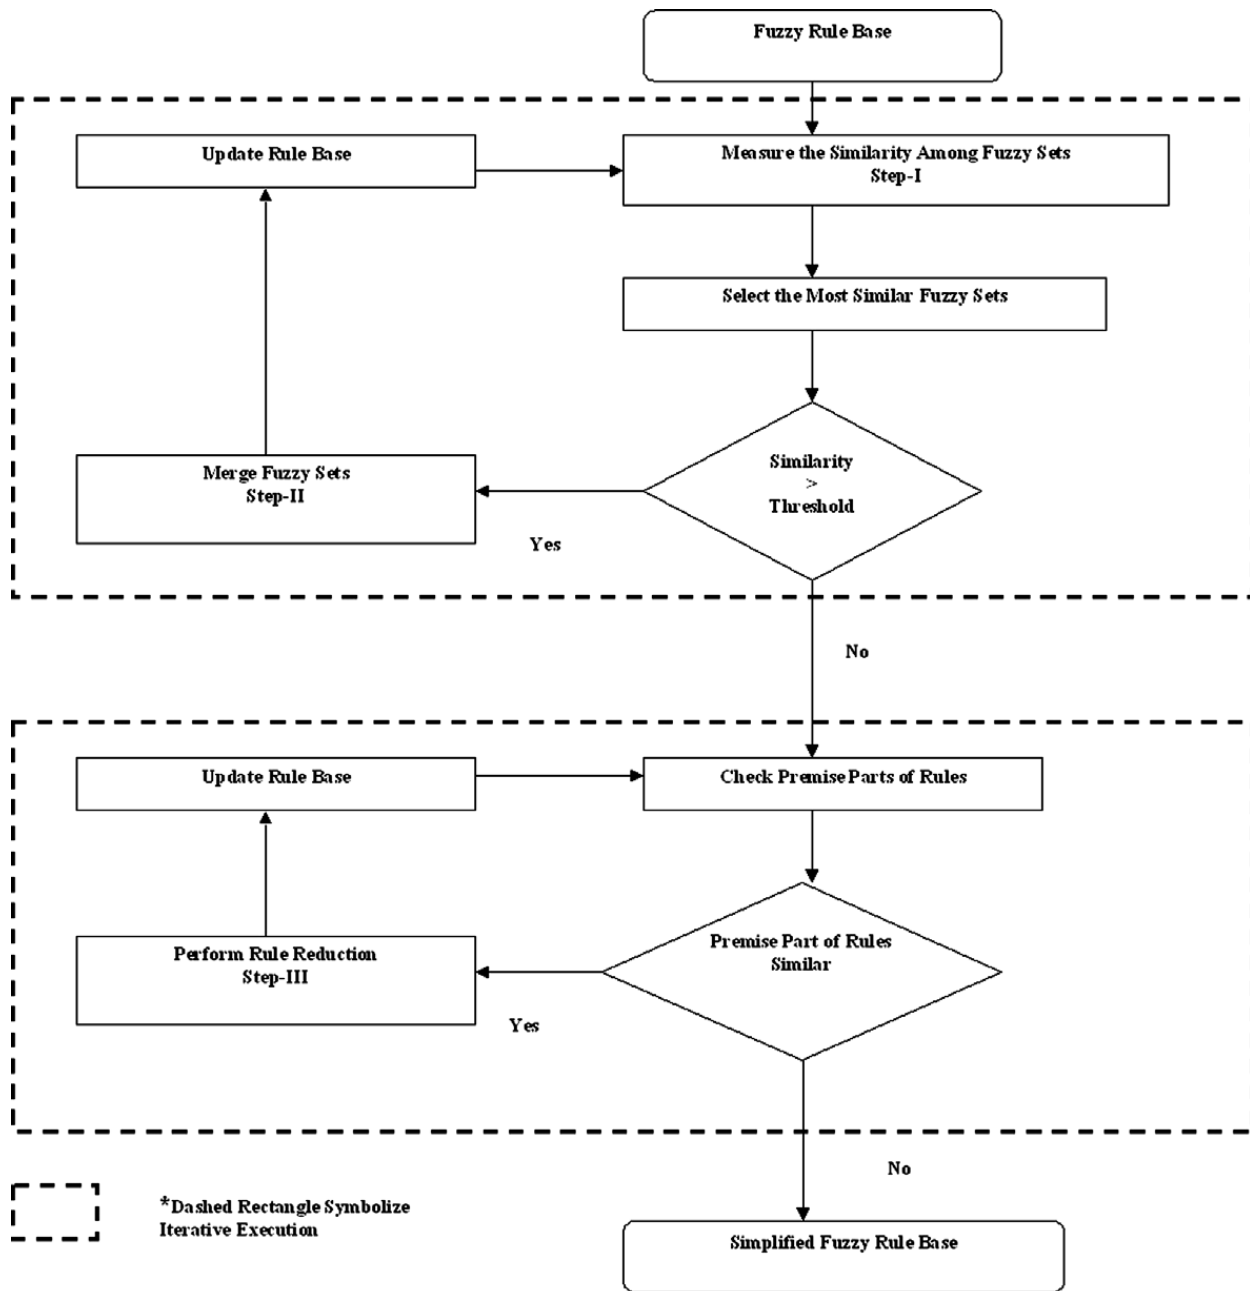 Fuzzy Rule Base
Update Rule Base
Measure the Similarity Among Fuzzy Sets
Step-I
Select the Most Similar Fuzzy Sets
Similarity
>
Threshold
Merge Fuzzy Sets
Step-II
Yes
No
Update Rule Base
Check Premise Parts of Rules
Premise Part of Rules
Similar
Perform Rule Reduction
Step-III
Yes
No
*Dashed Rectangle Symbolize
Iterative Execution
Simplified Fuzzy Rule Base